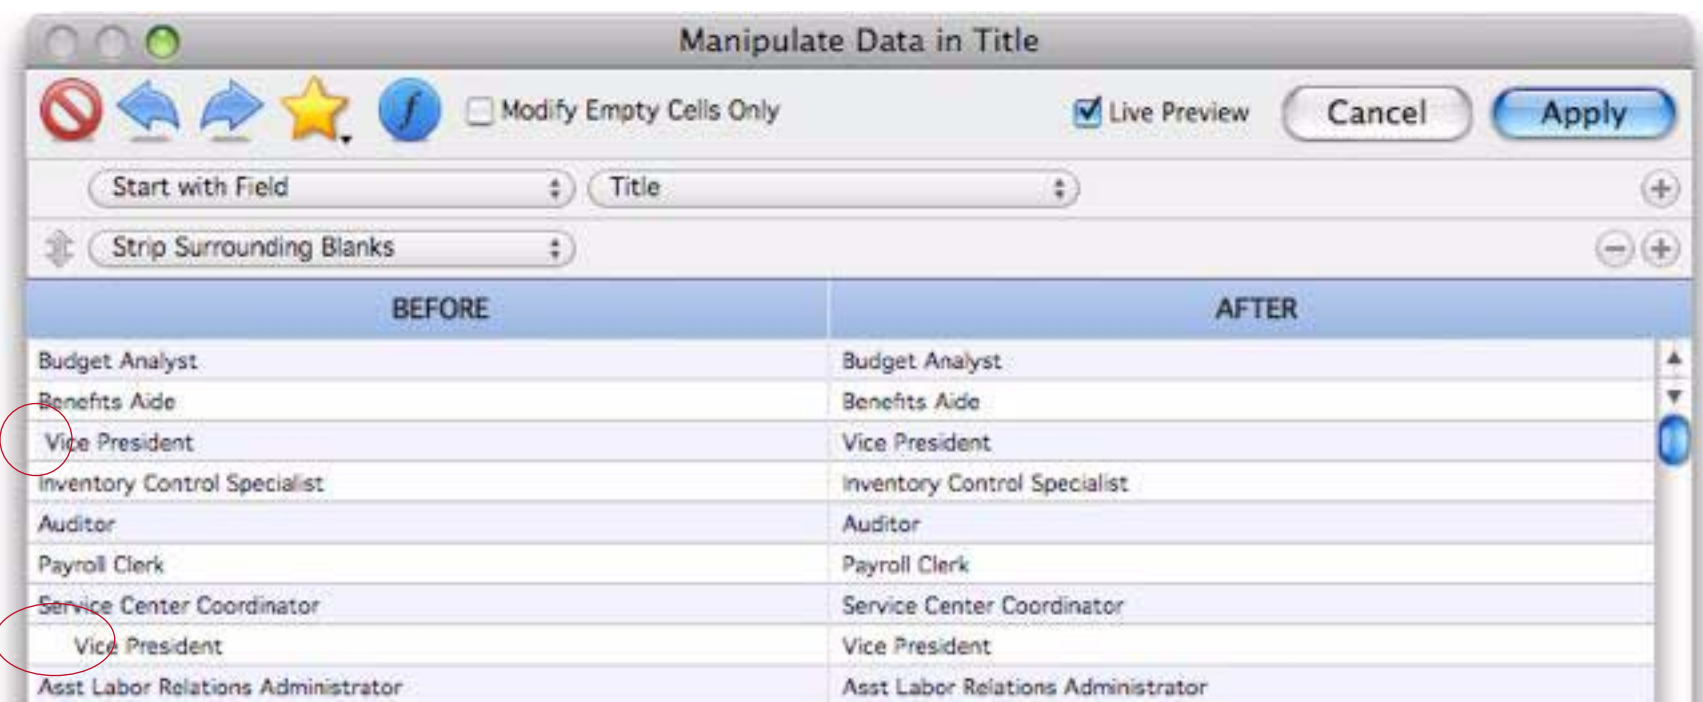 Manipulate Data in Title
Modify Empty Cells Only Live Preview Cancel Apply
Start with Field Title
Strip Surrounding Blanks
BEFORE AFTER
Budget Analyst Budget Analyst
Benefits Aide Benefits Aide
Vice President Vice President
Inventory Control Specialist Inventory Control Specialist
Auditor Auditor
Payroll Clerk Payroll Clerk
Service Center Coordinator Service Center Coordinator
Vice President Vice President
Asst Labor Relations Administrator Asst Labor Relations Administrator